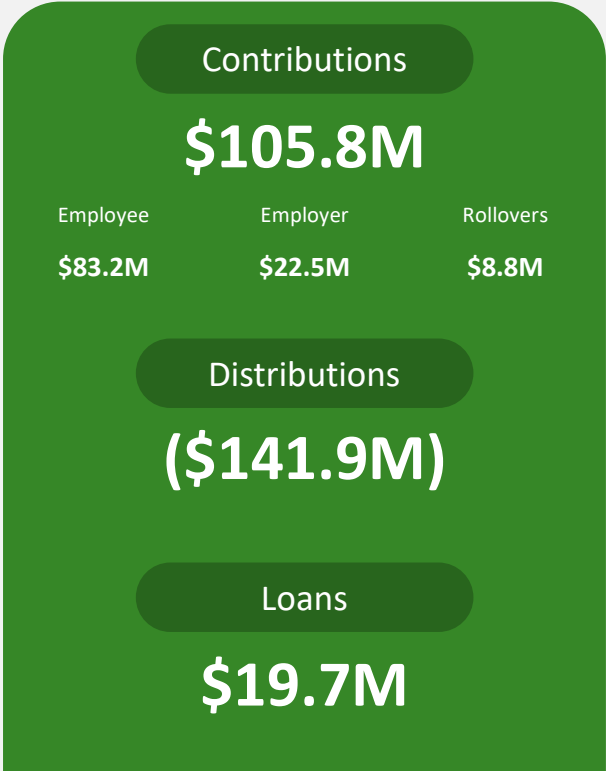 Contributions
$105.8M
Employee Employer Rollovers
$83.2M $22.5M $8.8M
Distributions
($141.9M)
Loans
$19.7M